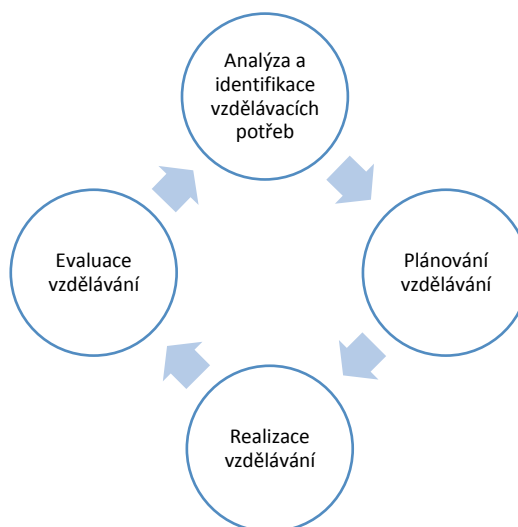 Analýza a
identifikace
vzdělávacích
potřeb
Evaluace
vzdělávání
Plánování
vzdělávání
Realizace
vzdělávání